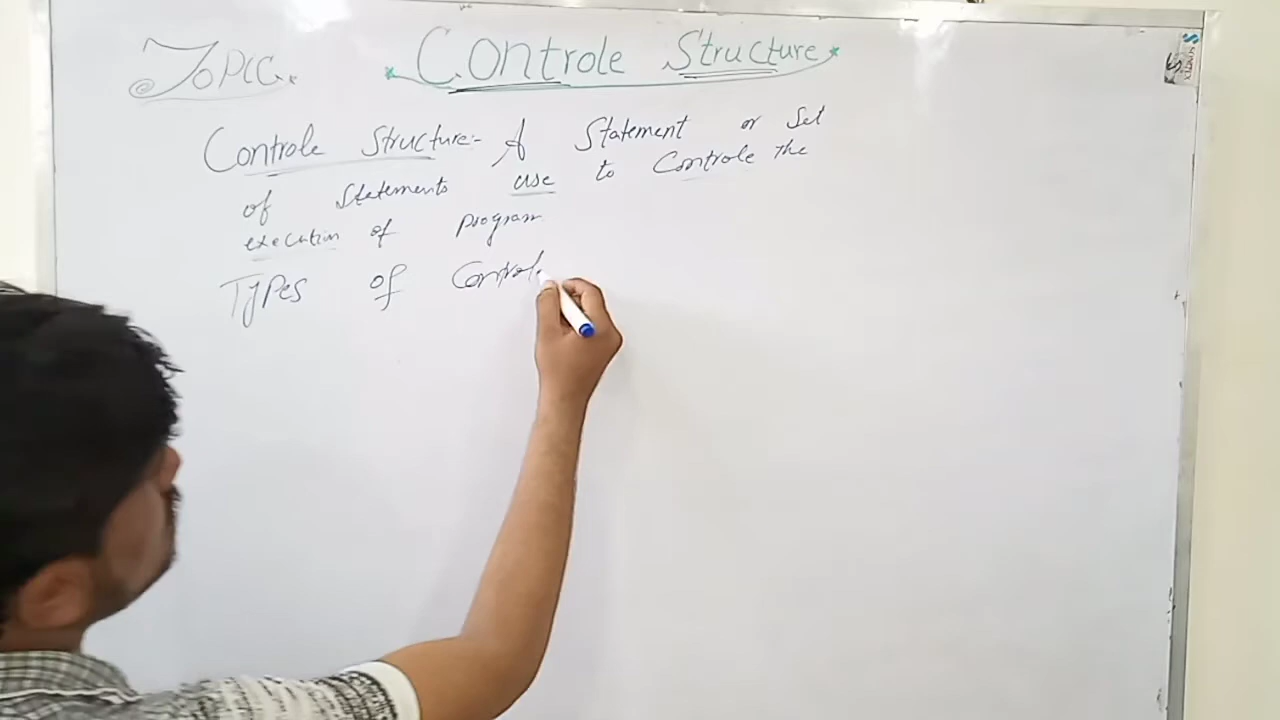 Topic. Controle Structure
Controle Structure:- A Statement or Set
of Statements use to Controle the
execution of program
Types of Control